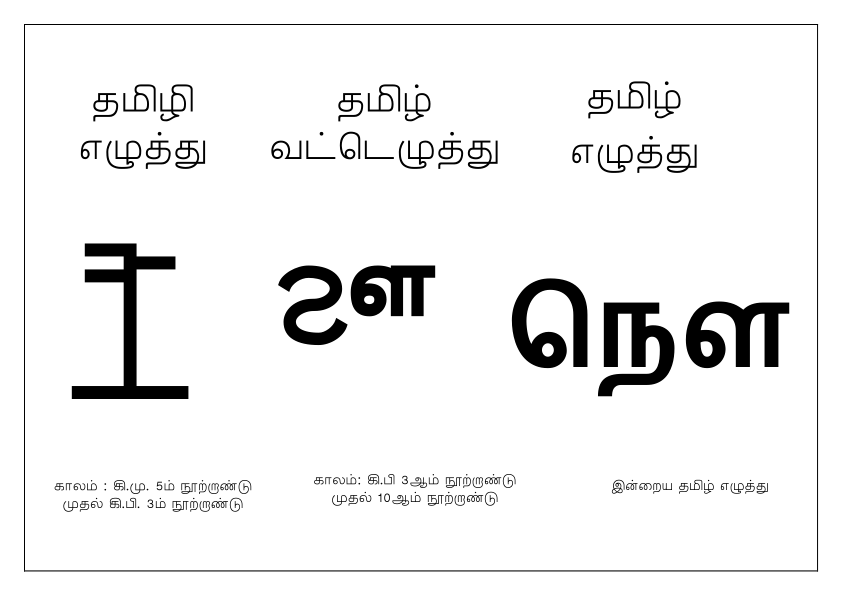 தமிழி
எழுத்து
தமிழ்
வட்டெழுத்து
தமிழ்
எழுத்து
நௌ
காலம் : கி.மு. 5ம் நூற்றாண்டு
முதல் கி.பி. 3ம் நூற்றாண்டு
காலம்: கி.பி 3ஆம் நூற்றாண்டு
முதல் 10ஆம் நூற்றாண்டு
இன்றைய தமிழ் எழுத்து